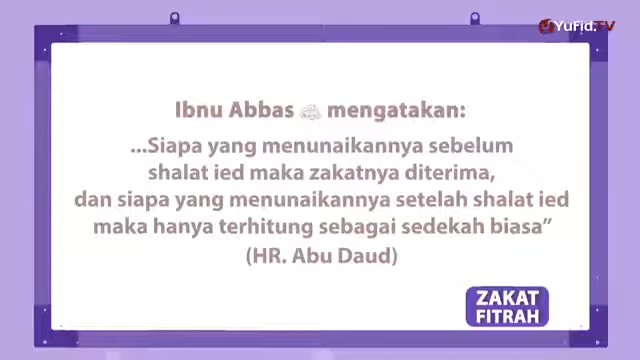 YuFid.TV
Ibnu Abbas mengatakan:
...Siapa yang menunaikannya sebelum
shalat ied maka zakatnya diterima,
dan siapa yang menunaikannya setelah shalat ied
maka hanya terhitung sebagai sedekah biasa”
(HR. Abu Daud)
ZAKAT
FITRAH